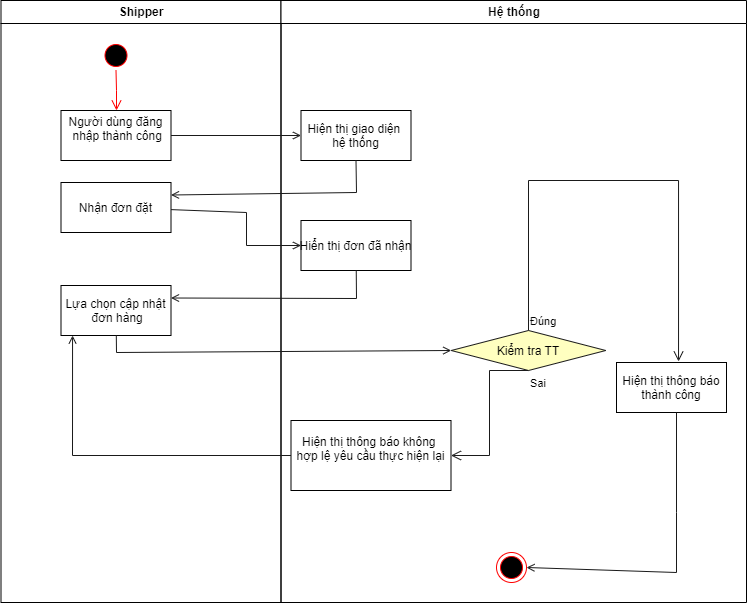 Shipper
Hệ thống
Người dùng đăng
nhập thành công
Hiện thị giao diện
hệ thống
Nhận đơn đặt
Hiển thị đơn đã nhận
Lựa chọn cập nhật
đơn hàng
Đúng
Kiểm tra TT
Sai
Hiện thị thông báo
thành công
Hiện thị thông báo không
hợp lệ yêu cầu thực hiện lại